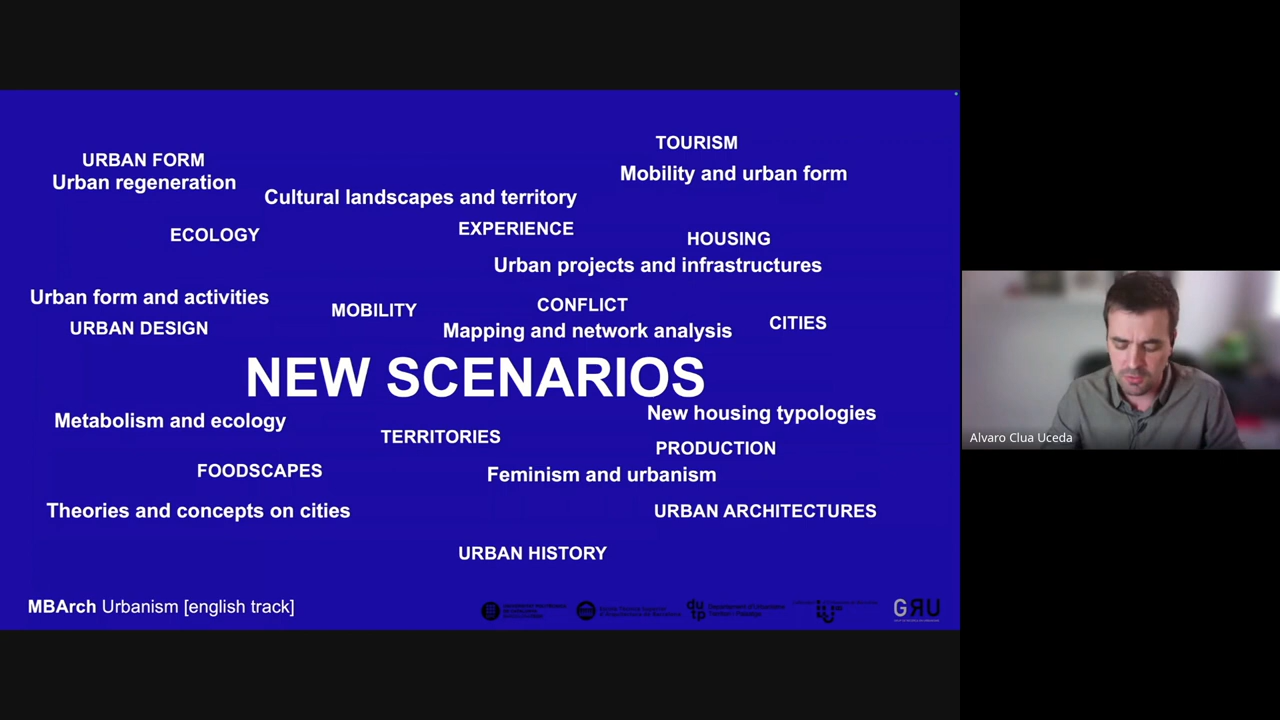 TOURISM
URBAN FORM
Mobility and urban form
Urban regeneration
Cultural landscapes and territory
EXPERIENCE
ECOLOGY
HOUSING
Urban projects and infrastructures
Urban form and activities
CONFLICT
MOBILITY
CITIES
URBAN DESIGN
Mapping and network analysis
NEW SCENARIOS
New housing typologies
Metabolism and ecology
TERRITORIES
PRODUCTION
FOODSCAPES
Feminism and urbanism
Theories and concepts on cities
URBAN ARCHITECTURES
URBAN HISTORY
MBArch Urbanism [english track]
du
tp
Alvaro Clua Uceda